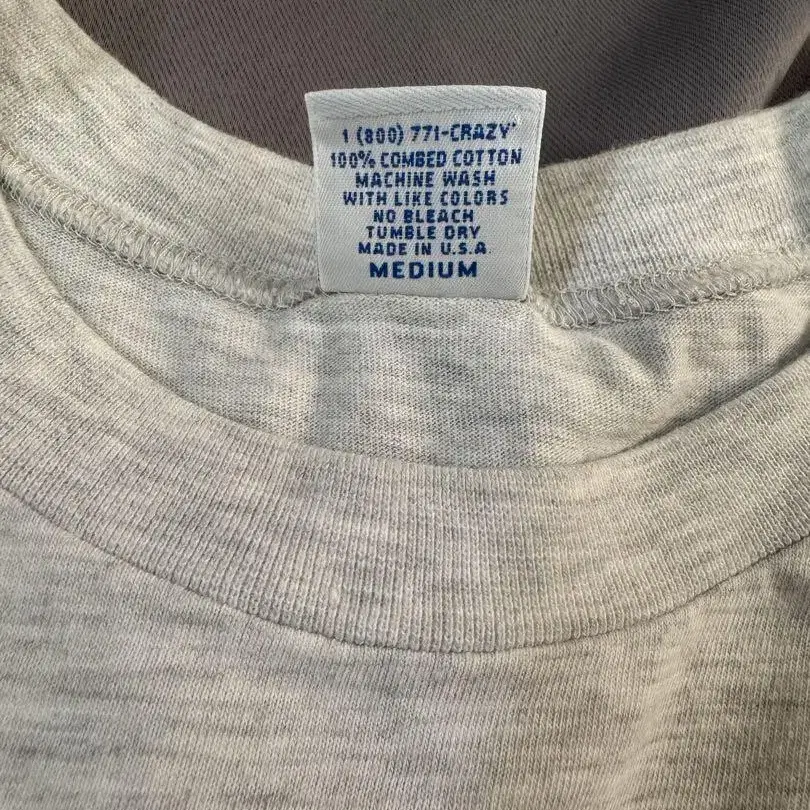 1 (800) 771-CRAZY
100% COMBED COTTON
MACHINE WASH
WITH LIKE COLORS
NO BLEACH
TUMBLE DRY
MADE IN U.S.A.
MEDIUM